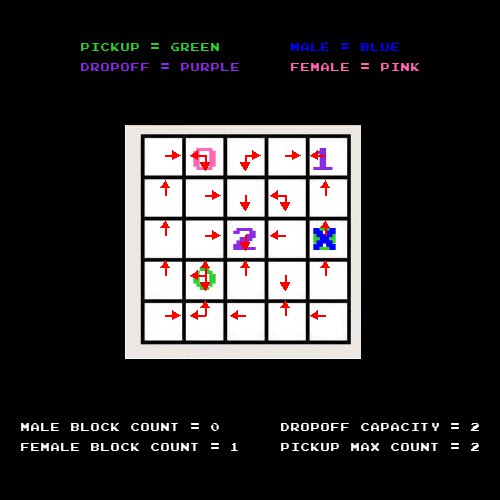 PICKUP = GREEN MALE = BLUE
DROPOFF = PURPLE FEMALE = PINK
0 1
2 X
0
MALE BLOCK COUNT = 0 DROPOFF CAPACITY = 2
FEMALE BLOCK COUNT = 1 PICKUP MAX COUNT = 2